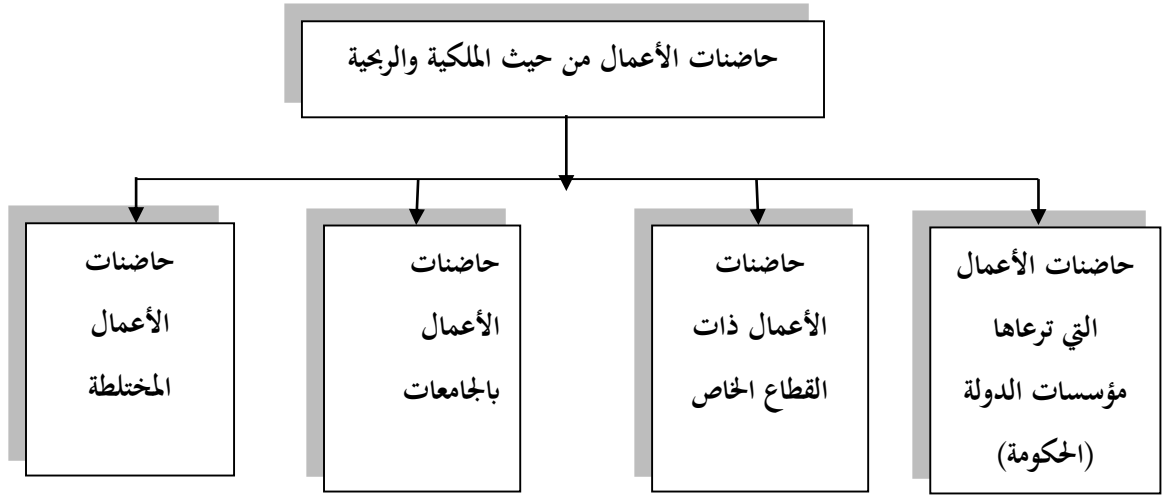 حاضنات الأعمال من حيث الملكية والربحية
حاضنات الأعمال
التي ترعاها
مؤسسات الدولة
(الحكومة)
حاضنات
الأعمال ذات
القطاع الخاص
حاضنات
الأعمال
بالجامعات
حاضنات
الأعمال
المختلطة